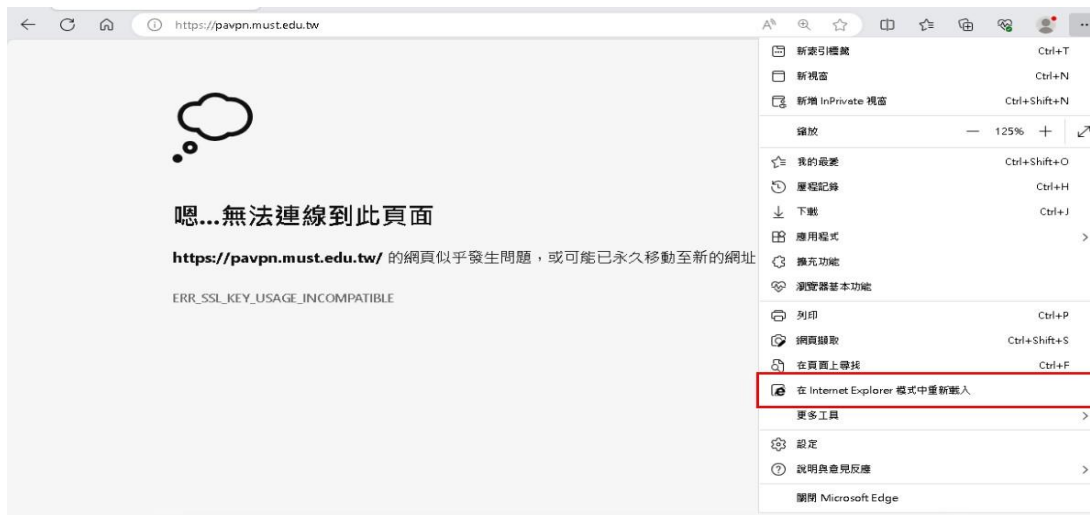 https://pavpn.must.edu.tw
新索引標籤 Ctrl+T
新視窗 Ctrl+N
新增 InPrivate 視窗 Ctrl+Shift+N
縮放 — 125% +
我的最愛 Ctrl+Shift+O
歷程記錄 Ctrl+H
下載 Ctrl+J
應用程式
擴充功能
瀏覽器基本功能
列印 Ctrl+P
網頁擷取 Ctrl+Shift+S
在頁面上尋找 Ctrl+F
在 Internet Explorer 模式中重新載入
更多工具
設定
說明與意見反應
關閉 Microsoft Edge
嗯...無法連線到此頁面
https://pavpn.must.edu.tw/ 的網頁似乎發生問題，或可能已永久移動至新的網址
ERR_SSL_KEY_USAGE_INCOMPATIBLE